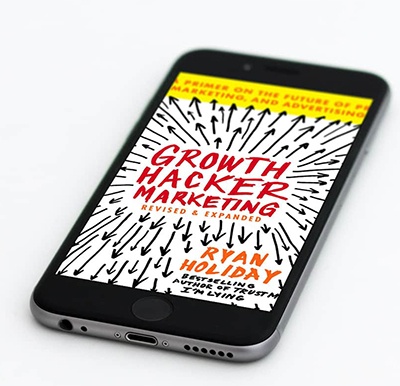 A PRIMER ON THE FUTURE OF PR
MARKETING, AND ADVERTISING
GROWTH
HACKER
MARKETING
REVISED & EXPANDED
RYAN
HOLIDAY
BESTSELLING
AUTHOR OF TRUST M
I'M LYING